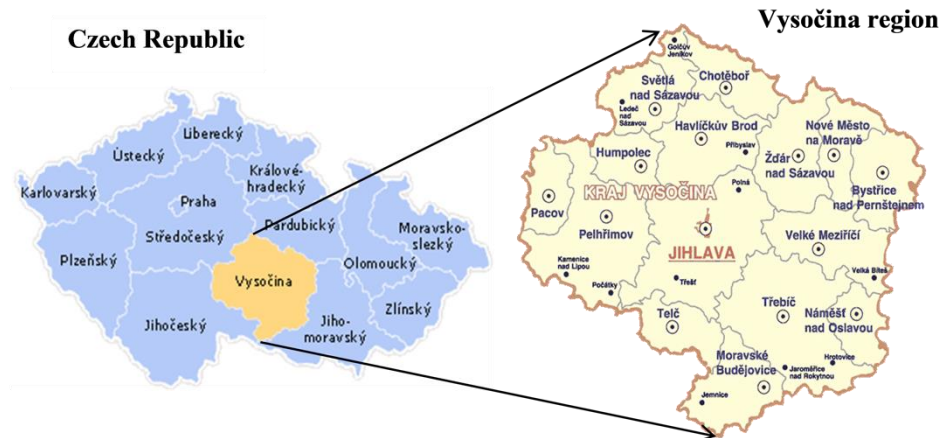 Czech Republic
Vysočina region
Liberecký
Ústecký
Karlovarský
Králové-
hradecký
Praha
Pardubický
Středočeský
Moravsko-
slezký
Plzeňský
Olomoucký
Vysočina
Zlínský
Jihočeský
Jiho-
moravský
Golčův
Jeníkov
Světlá
nad Sázavou
Chotěboř
Ledeč
nad
Sázavou
Havlíčkův Brod
Přibyslav
Nové Město
na Moravě
Humpolec
Žďár
nad Sázavou
Bystřice
nad Pernštejnem
Polná
KRAJ VYSOČINA
Pacov
Pelhřimov
JIHLAVA
Velké Meziříčí
Kamenice
nad Lipou
Počátky
Třešť
Velká Bíteš
Telč
Třebíč
Náměšť
nad Oslavou
Moravské
Budějovice
Hrotovice
Jaroměřice
nad Rokytnou
Jemnice